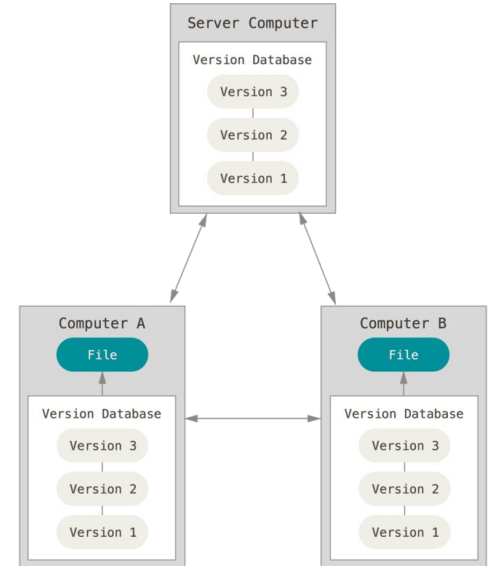 Server Computer
Version Database
Version 3
Version 2
Version 1
Computer A
File
Version Database
Version 3
Version 2
Version 1
Computer B
File
Version Database
Version 3
Version 2
Version 1